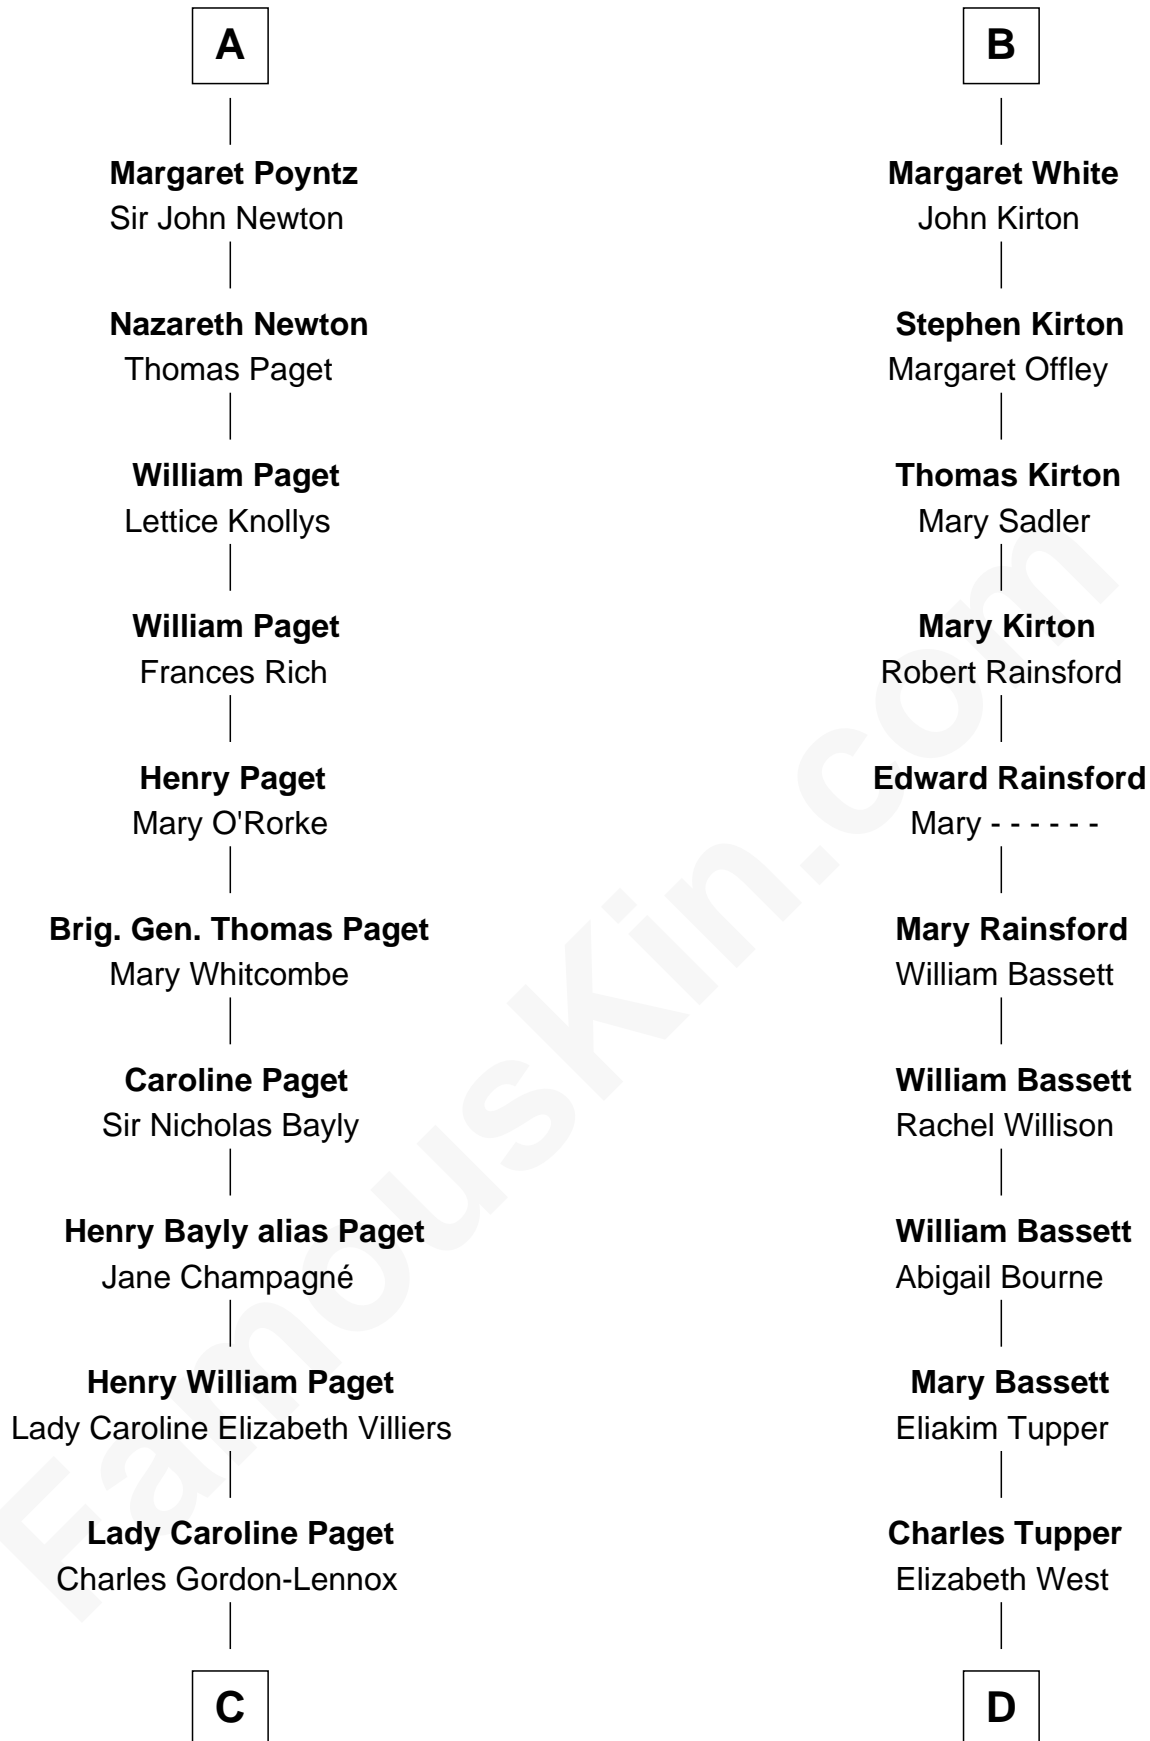 A
Margaret Poyntz
Sir John Newton
Nazareth Newton
Thomas Paget
William Paget
Lettice Knollys
William Paget
Frances Rich
Henry Paget
Mary O'Rorke
Brig. Gen. Thomas Paget
Mary Whitcombe
Caroline Paget
Sir Nicholas Bayly
Henry Bayly alias Paget
Jane Champagné
Henry William Paget
Lady Caroline Elizabeth Villiers
Lady Caroline Paget
Charles Gordon-Lennox
C
B
Margaret White
John Kirton
Stephen Kirton
Margaret Offley
Thomas Kirton
Mary Sadler
Mary Kirton
Robert Rainsford
Edward Rainsford
Mary - - - - - -
Mary Rainsford
William Bassett
William Bassett
Rachel Willison
William Bassett
Abigail Bourne
Mary Bassett
Eliakim Tupper
Charles Tupper
Elizabeth West
D
FamousKin.com